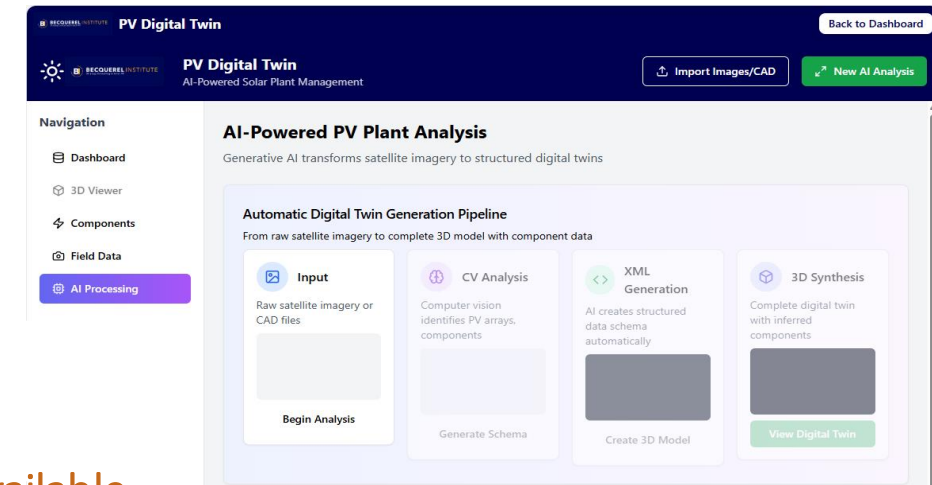 BECQUEREL INSTITUTE PV Digital Twin
Back to Dashboard
BECQUEREL INSTITUTE
PV Digital Twin
AI-Powered Solar Plant Management
Import Images/CAD
New AI Analysis
Navigation
Dashboard
3D Viewer
Components
Field Data
AI Processing
AI-Powered PV Plant Analysis
Generative AI transforms satellite imagery to structured digital twins
Automatic Digital Twin Generation Pipeline
From raw satellite imagery to complete 3D model with component data
Input
Raw satellite imagery or
CAD files
Begin Analysis
CV Analysis
Computer vision
identifies PV arrays,
components
Generate Schema
XML
Generation
AI creates structured
data schema
automatically
Create 3D Model
3D Synthesis
Complete digital twin
with inferred
components
View Digital Twin